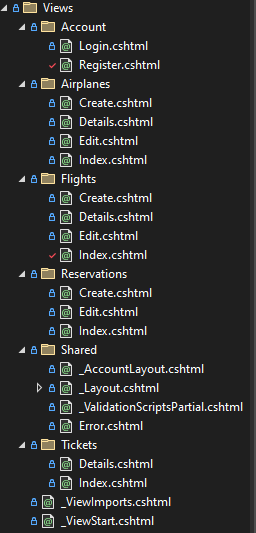 Views
Account
Login.cshtml
Register.cshtml
Airplanes
Create.cshtml
Details.cshtml
Edit.cshtml
Index.cshtml
Flights
Create.cshtml
Details.cshtml
Edit.cshtml
Index.cshtml
Reservations
Create.cshtml
Edit.cshtml
Index.cshtml
Shared
_AccountLayout.cshtml
_Layout.cshtml
_ValidationScriptsPartial.cshtml
Error.cshtml
Tickets
Details.cshtml
Index.cshtml
_ViewImports.cshtml
_ViewStart.cshtml